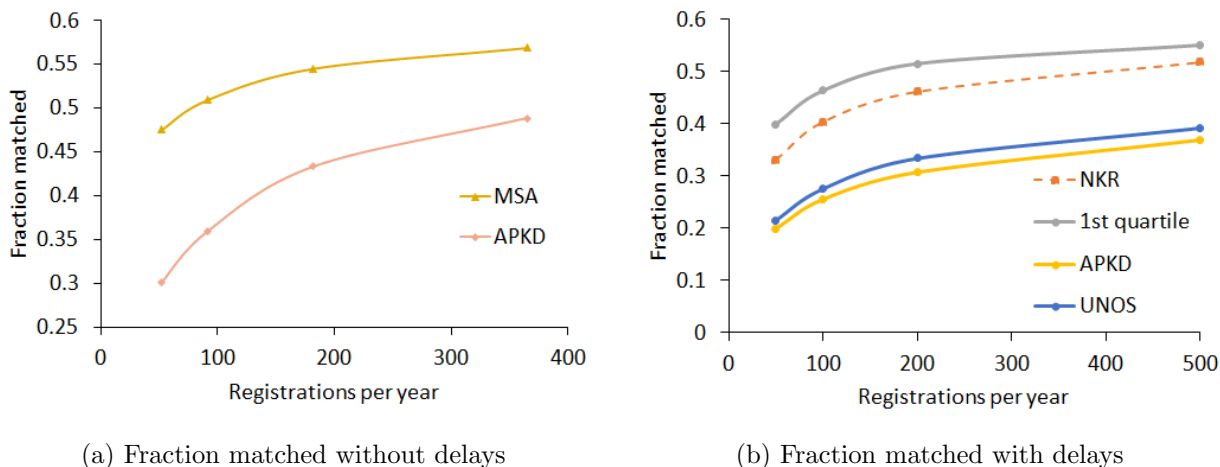 0.6
0.55
0.5
0.45
0.4
0.35
0.3
0.25
0
100
200
300
400
Fraction matched
Registrations per year
MSA
APKD
(a) Fraction matched without delays
0.6
0.5
0.4
0.3
0.2
0.1
0
0
100
200
300
400
500
Fraction matched
Registrations per year
NKR
1st quartile
APKD
UNOS
(b) Fraction matched with delays